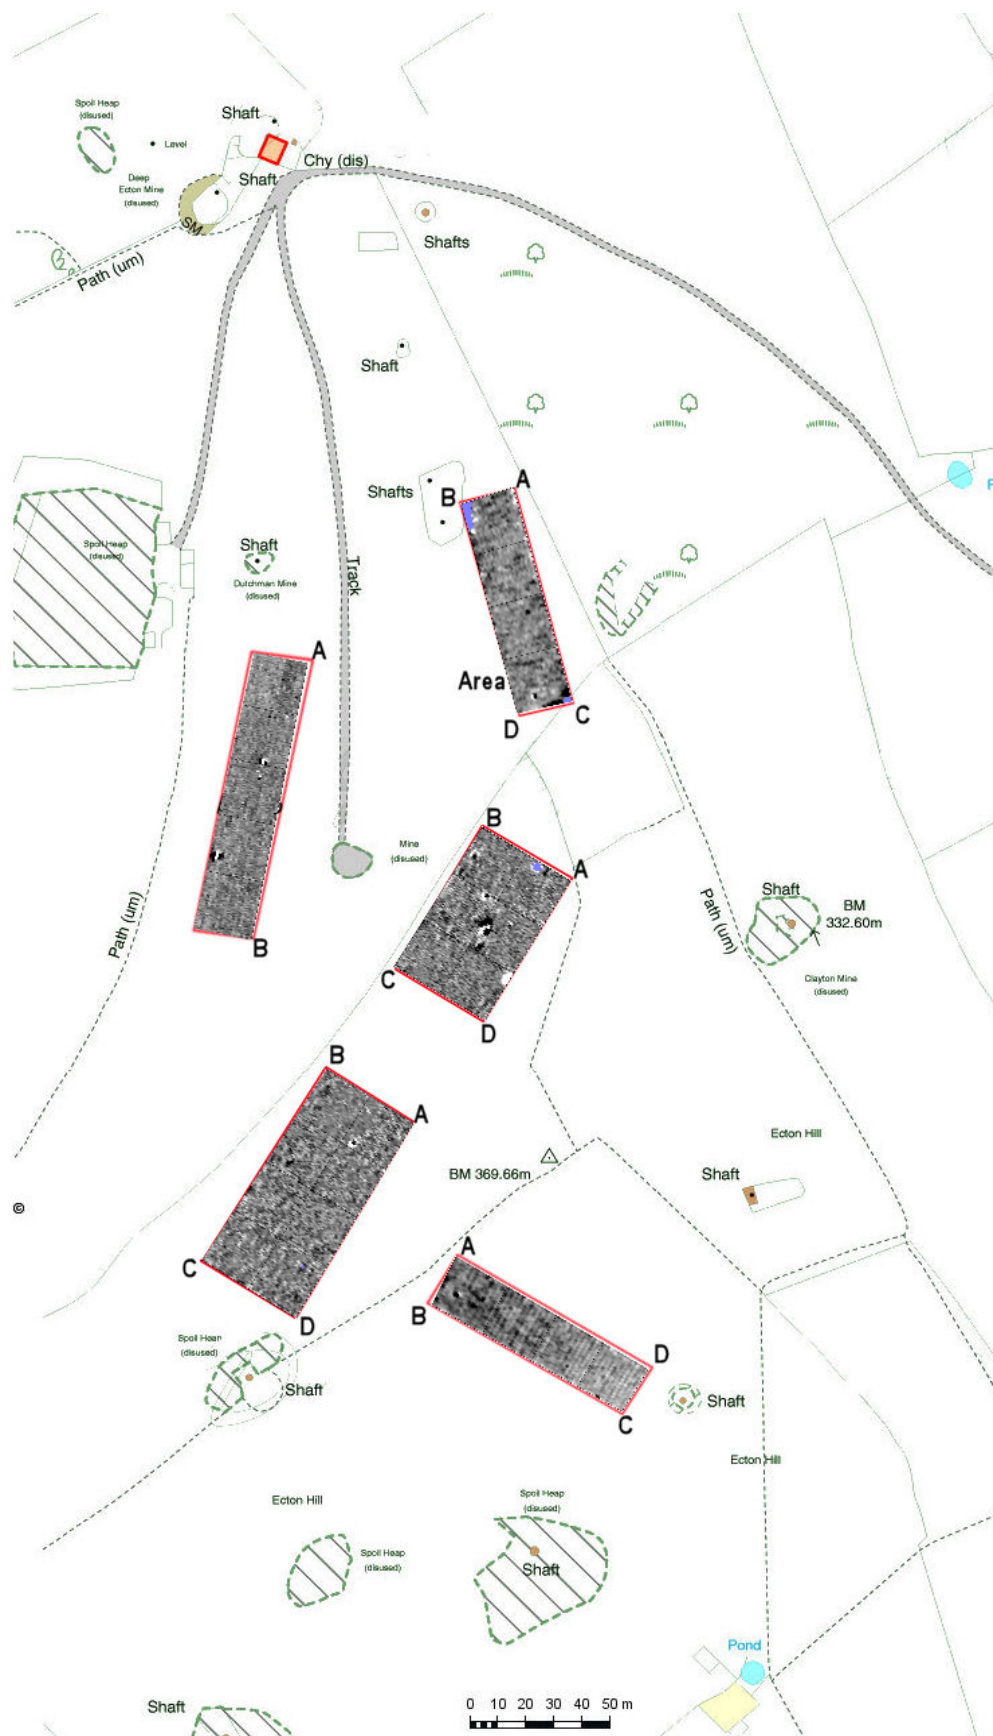 Spoil Heap
(disused)
Shaft
Level
Chy (dis)
Deep
Ecton Mine
(disused)
Shaft
SM
Shafts
Path (um)
Shaft
A
Shafts
B
P
Spoil Heap
(disused)
Shaft
Dutchman Mine
(disused)
Track
A
Area
C
D
B
Mine
(disused)
A
Shaft
BM
332.60m
Path (um)
Path (um)
B
C
Clayton Mine
(disused)
D
B
A
Ecton Hill
BM 369.66m
Shaft
©
A
C
B
D
Spoil Heap
(disused)
D
Shaft
Shaft
C
Ecton Hill
Spoil Heap
(disused)
Ecton Hill
Spoil Heap
(disused)
Shaft
Pond
0 10 20 30 40 50 m
Shaft